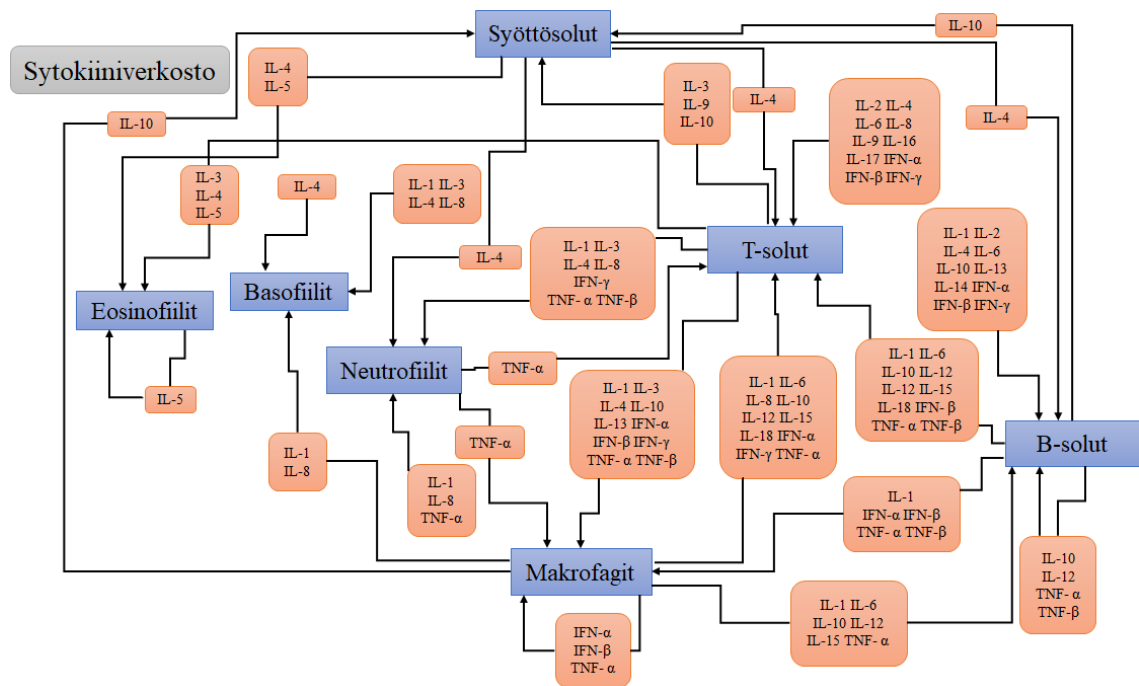 Syöttösolut
IL-10
Sytokiiniverkosto
IL-4
IL-5
IL-3
IL-9
IL-10
IL-4
IL-2 IL-4
IL-6 IL-8
IL-9 IL-16
IL-17 IFN-α
IFN-β IFN-γ
IL-4
IL-10
IL-3
IL-4
IL-5
IL-4
IL-1 IL-3
IL-4 IL-8
IL-4
IL-1 IL-3
IL-4 IL-8
IFN-γ
TNF- α TNF-β
T-solut
IL-1 IL-2
IL-4 IL-6
IL-10 IL-13
IL-14 IFN-α
IFN-β IFN-γ
Eosinofiilit
Basofiilit
Neutrofiilit
TNF-α
IL-5
IL-1 IL-3
IL-4 IL-10
IL-13 IFN-α
IFN-β IFN-γ
TNF- α TNF-β
IL-1 IL-6
IL-8 IL-10
IL-12 IL-15
IL-18 IFN-α
IFN-γ TNF- α
IL-1 IL-6
IL-10 IL-12
IL-12 IL-15
IL-18 IFN- β
TNF- α TNF-β
B-solut
TNF-α
IL-1
IL-8
IL-1
IL-8
TNF-α
IL-1
IFN-α IFN-β
TNF- α TNF-β
Makrofagit
IL-10
IL-12
TNF- α
TNF-β
IL-1 IL-6
IL-10 IL-12
IL-15 TNF- α
IFN-α
IFN-β
TNF- α